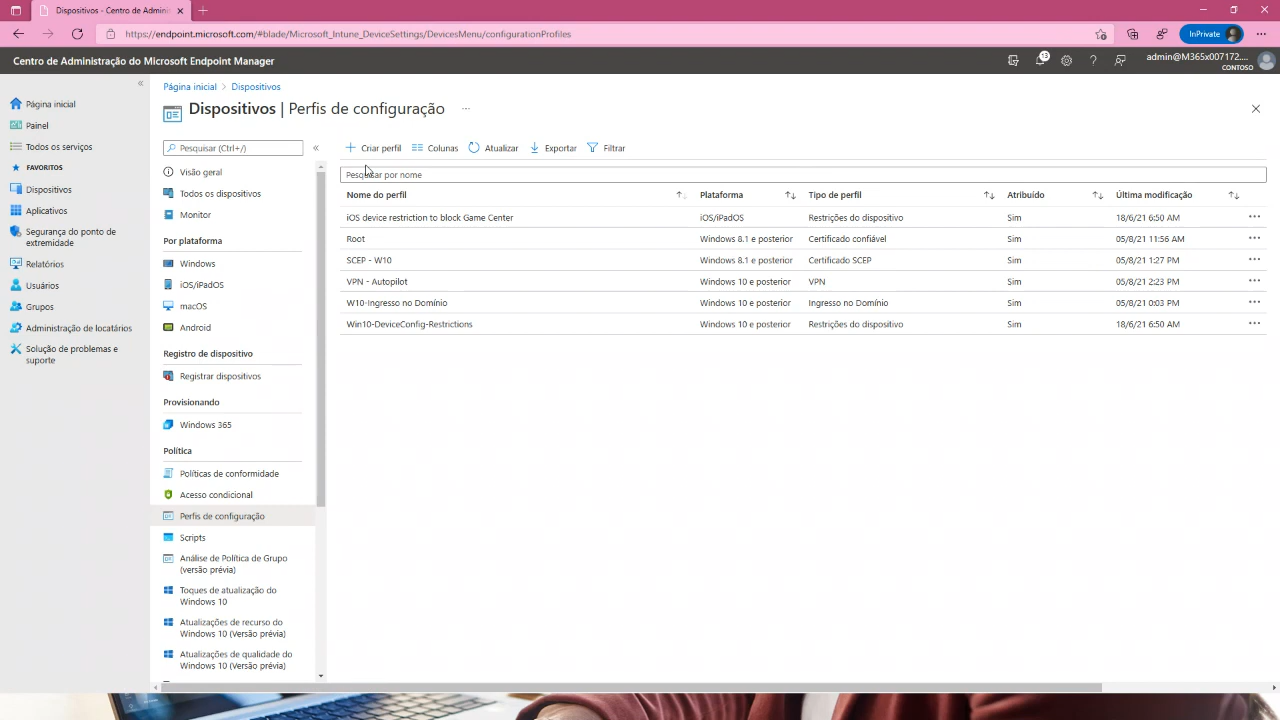 Dispositivos - Centro de Admini
https://endpoint.microsoft.com/#blade/Microsoft_Intune_DeviceSettings/DevicesMenu/configurationProfiles
InPrivate
Centro de Administração do Microsoft Endpoint Manager
13
admin@M365x007172....
CONTOSO
Página inicial
Painel
Todos os serviços
FAVORITOS
Dispositivos
Aplicativos
Segurança do ponto de
extremidade
Relatórios
Usuários
Grupos
Administração de locatários
Solução de problemas e
suporte
Página inicial > Dispositivos
Dispositivos | Perfis de configuração
Pesquisar (Ctrl+/)
Visão geral
Todos os dispositivos
Monitor
Por plataforma
Windows
iOS/iPadOS
macOS
Android
Registro de dispositivo
Registrar dispositivos
Provisionando
Windows 365
Política
Políticas de conformidade
Acesso condicional
Perfis de configuração
Scripts
Análise de Política de Grupo
(versão prévia)
Toques de atualização do
Windows 10
Atualizações de recurso do
Windows 10 (Versão prévia)
Atualizações de qualidade do
Windows 10 (Versão prévia)
Criar perfil Colunas Atualizar Exportar Filtrar
Pesquisar por nome
Nome do perfil Plataforma Tipo de perfil Atribuído Última modificação
iOS device restriction to block Game Center iOS/iPadOS Restrições do dispositivo Sim 18/6/21 6:50 AM
Root Windows 8.1 e posterior Certificado confiável Sim 05/8/21 11:56 AM
SCEP - W10 Windows 8.1 e posterior Certificado SCEP Sim 05/8/21 1:27 PM
VPN - Autopilot Windows 10 e posterior VPN Sim 05/8/21 2:23 PM
W10-Ingresso no Domínio Windows 10 e posterior Ingresso no Domínio Sim 05/8/21 0:03 PM
Win10-DeviceConfig-Restrictions Windows 10 e posterior Restrições do dispositivo Sim 18/6/21 6:50 AM